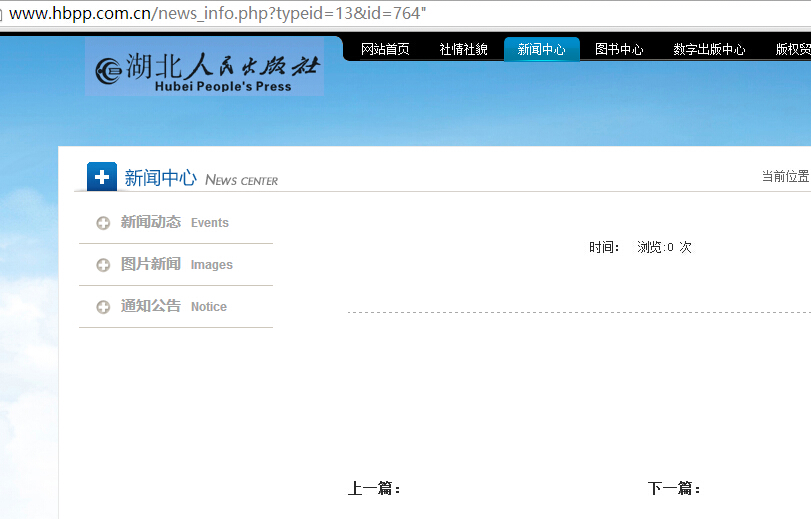 www.hbpp.com.cn/news_info.php?typeid=13&id=764"
湖北人民出版社
Hubei People's Press
网站首页 社情社貌 新闻中心 图书中心 数字出版中心 版权贸
新闻中心 NEWS CENTER
当前位置
新闻动态 Events
图片新闻 Images
通知公告 Notice
时间： 浏览:0 次
上一篇： 下一篇：